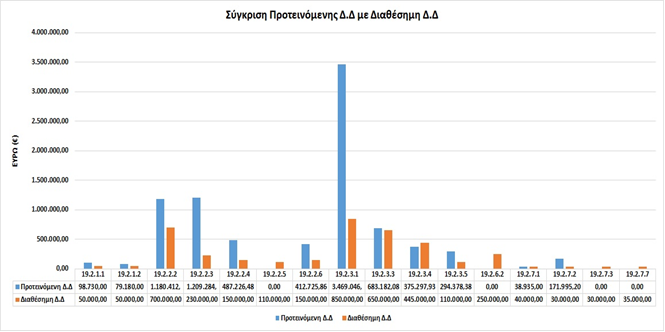 Σύγκριση Προτεινόμενης Δ.Δ με Διαθέσημη Δ.Δ
ΕΥΡΩ (€)
4.000.000,00
3.500.000,00
3.000.000,00
2.500.000,00
2.000.000,00
1.500.000,00
1.000.000,00
500.000,00
0,00
19.2.1.1 19.2.1.2 19.2.2.2 19.2.2.3 19.2.2.4 19.2.2.5 19.2.2.6 19.2.3.1 19.2.3.3 19.2.3.4 19.2.3.5 19.2.6.2 19.2.7.1 19.2.7.2 19.2.7.3 19.2.7.7
Προτεινόμενη Δ.Δ 98.730,00 79.180,00 1.180.412, 1.209.284, 487.226,48 0,00 412.725,86 3.469.046, 683.182,08 375.297,93 294.378,38 0,00 38.935,00 171.995,20 0,00 0,00
Διαθέσημη Δ.Δ 50.000,00 50.000,00 700.000,00 230.000,00 150.000,00 110.000,00 150.000,00 850.000,00 650.000,00 445.000,00 110.000,00 250.000,00 40.000,00 30.000,00 30.000,00 35.000,00
Προτεινόμενη Δ.Δ Διαθέσημη Δ.Δ